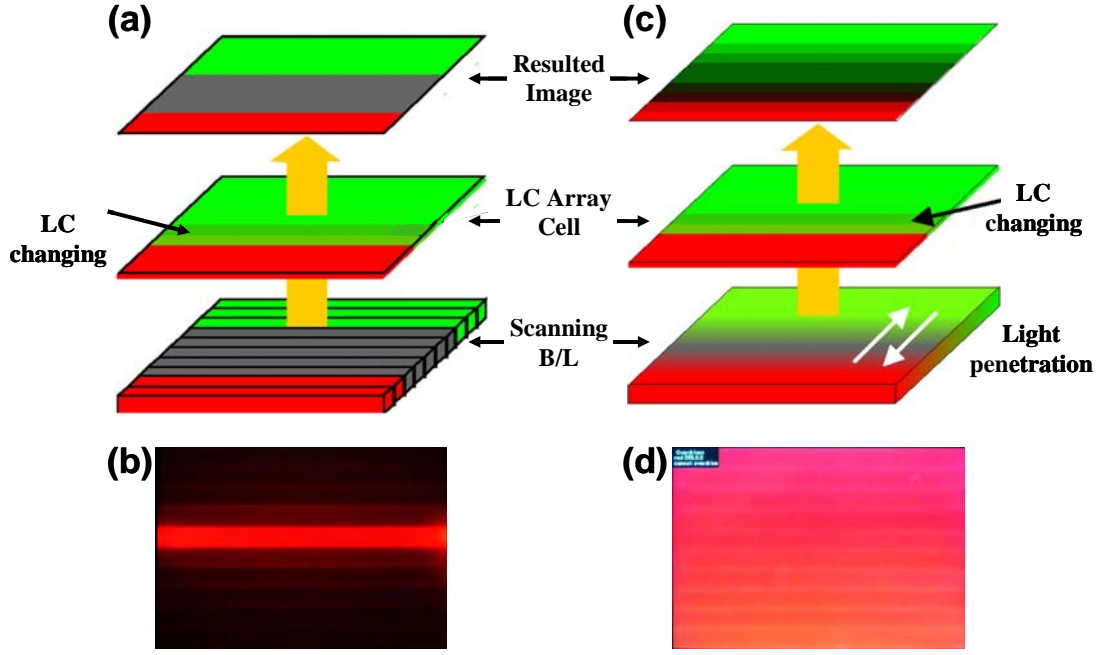 (a)
(c)
Resulted
Image
LC
changing
LC Array
Cell
LC
changing
Scanning
B/L
Light
penetration
(b)
(d)